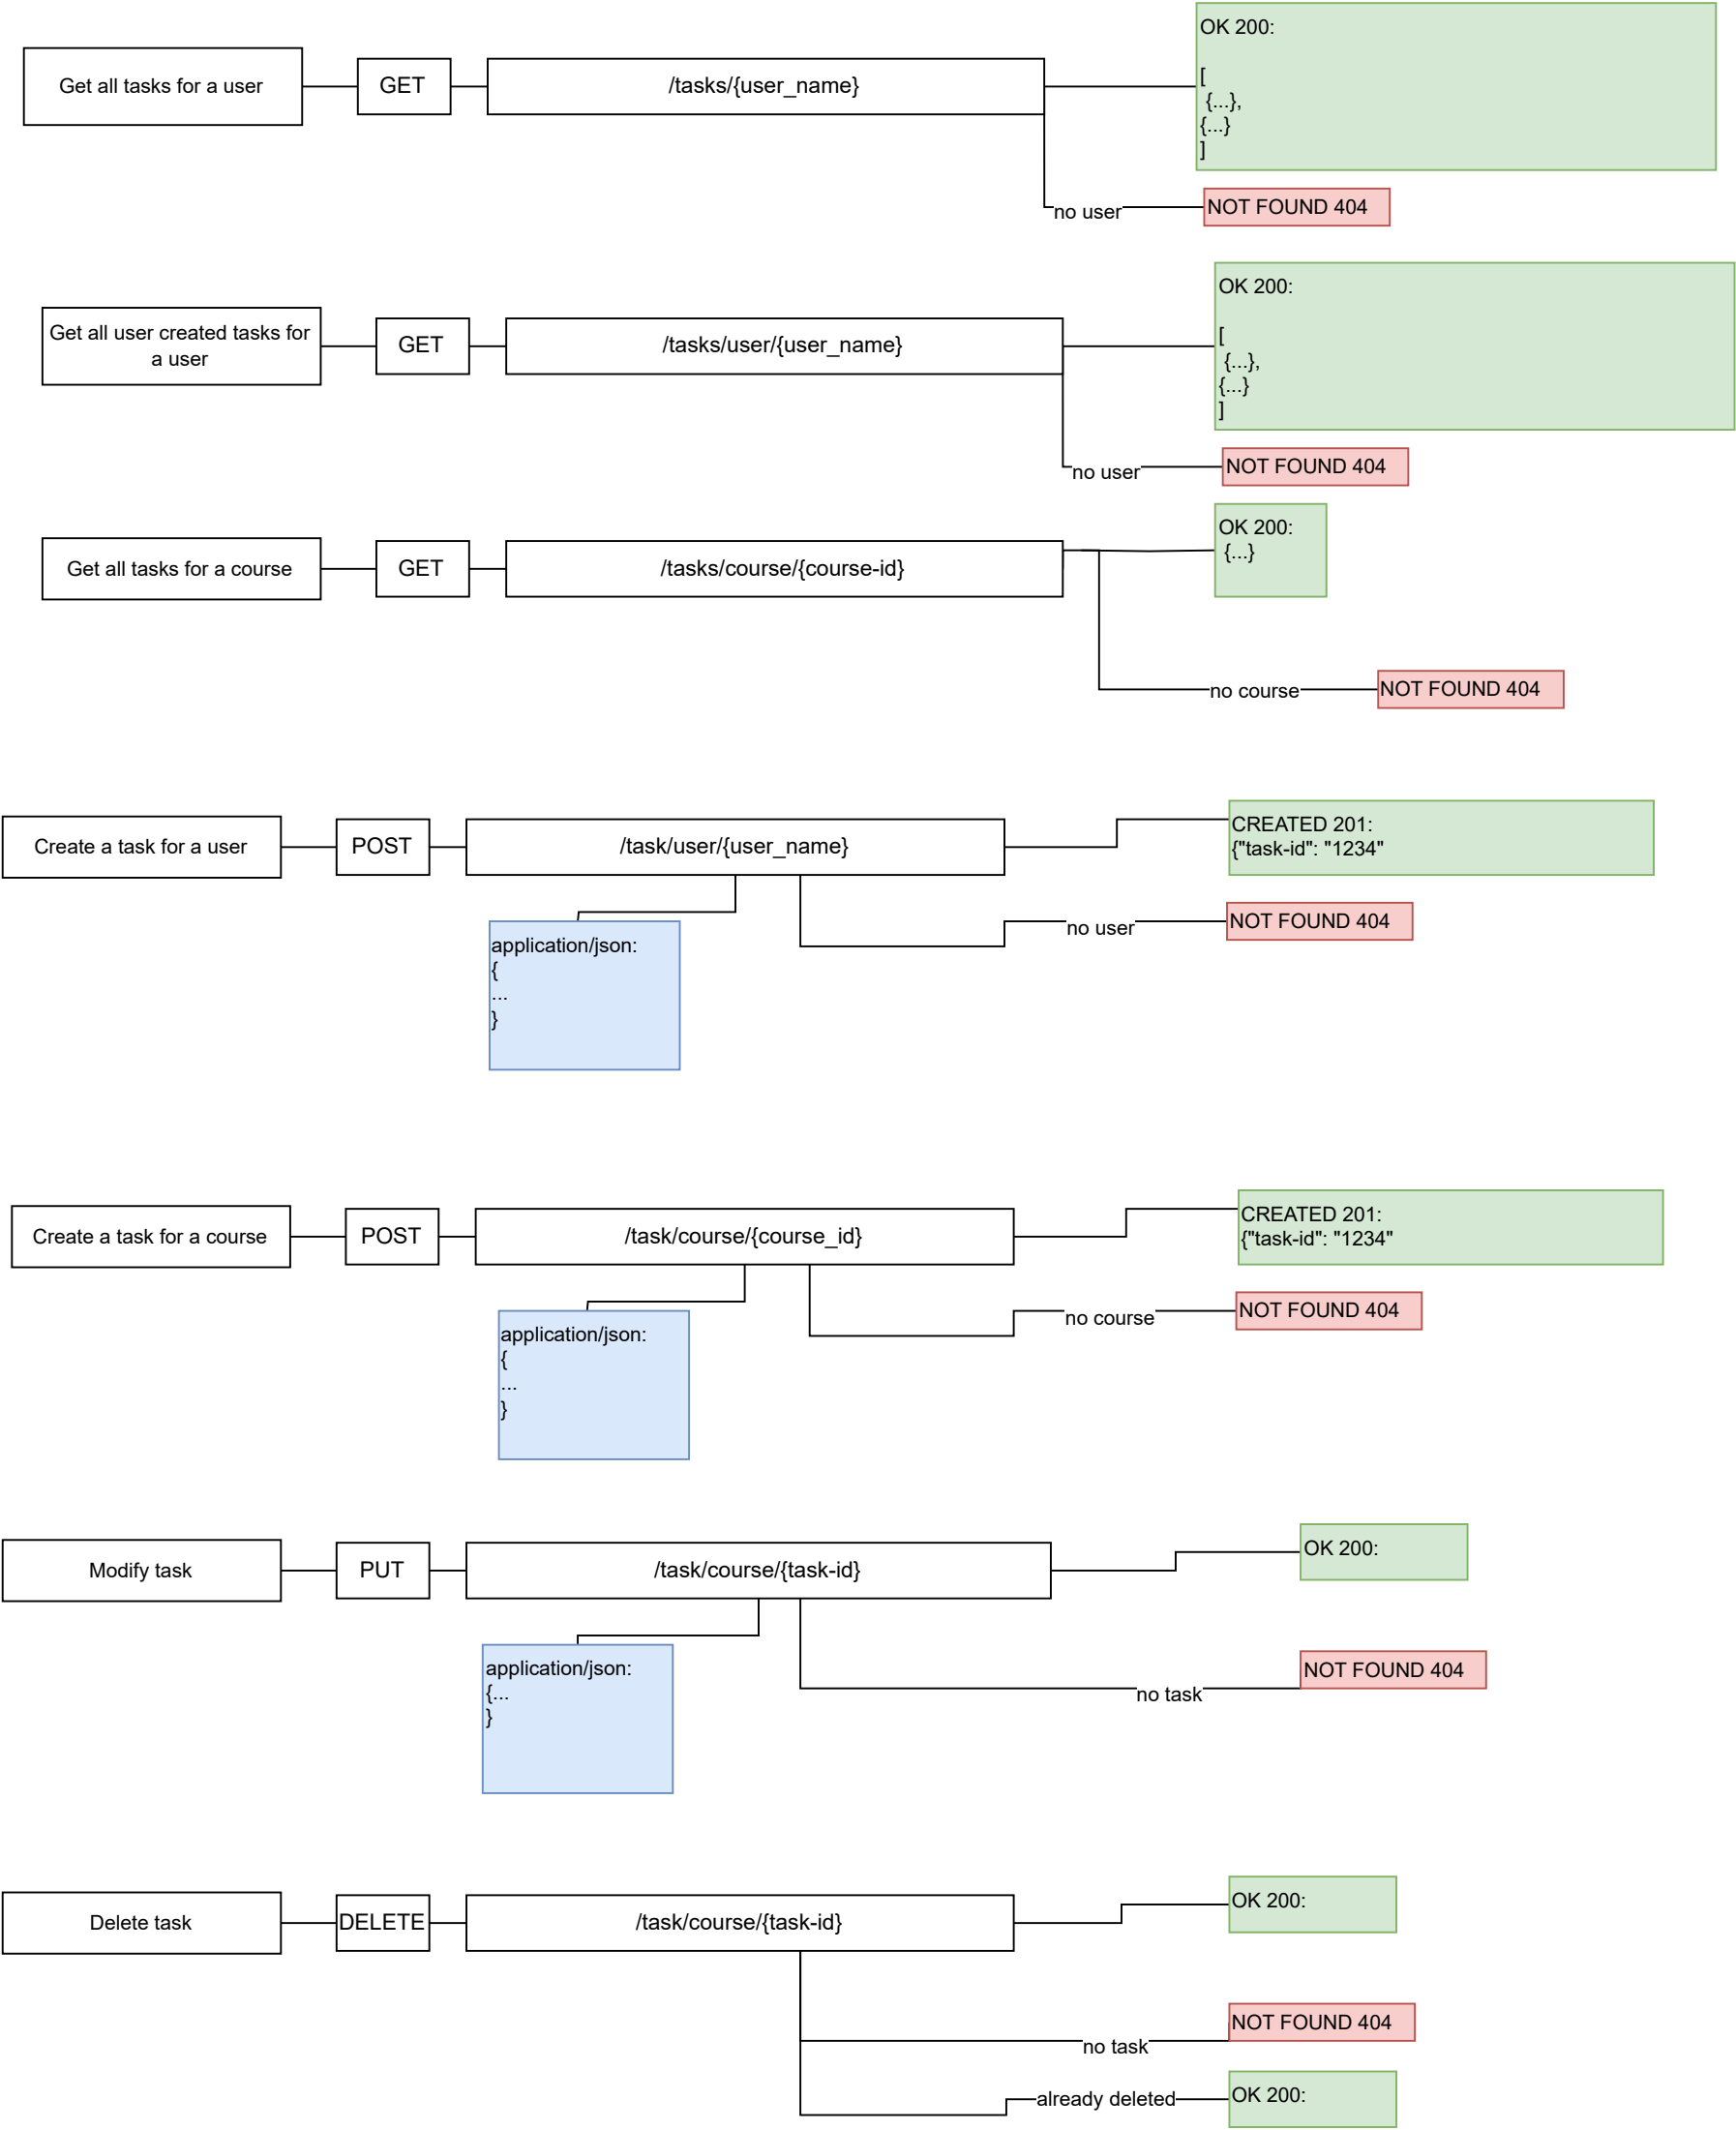 Get all tasks for a user
GET
/tasks/{user_name}
OK 200:
[
{...},
{...}
]
no user
NOT FOUND 404
Get all user created tasks for
a user
GET
/tasks/user/{user_name}
OK 200:
[
{...},
{...}
]
no user
NOT FOUND 404
Get all tasks for a course
GET
/tasks/course/{course-id}
OK 200:
{...}
no course
NOT FOUND 404
Create a task for a user
POST
/task/user/{user_name}
CREATED 201:
{"task-id": "1234"
no user
NOT FOUND 404
application/json:
{
...
}
Create a task for a course
POST
/task/course/{course_id}
CREATED 201:
{"task-id": "1234"
no course
NOT FOUND 404
application/json:
{
...
}
Modify task
PUT
/task/course/{task-id}
OK 200:
application/json:
{...
}
no task
NOT FOUND 404
Delete task
DELETE
/task/course/{task-id}
OK 200:
no task
NOT FOUND 404
already deleted
OK 200: